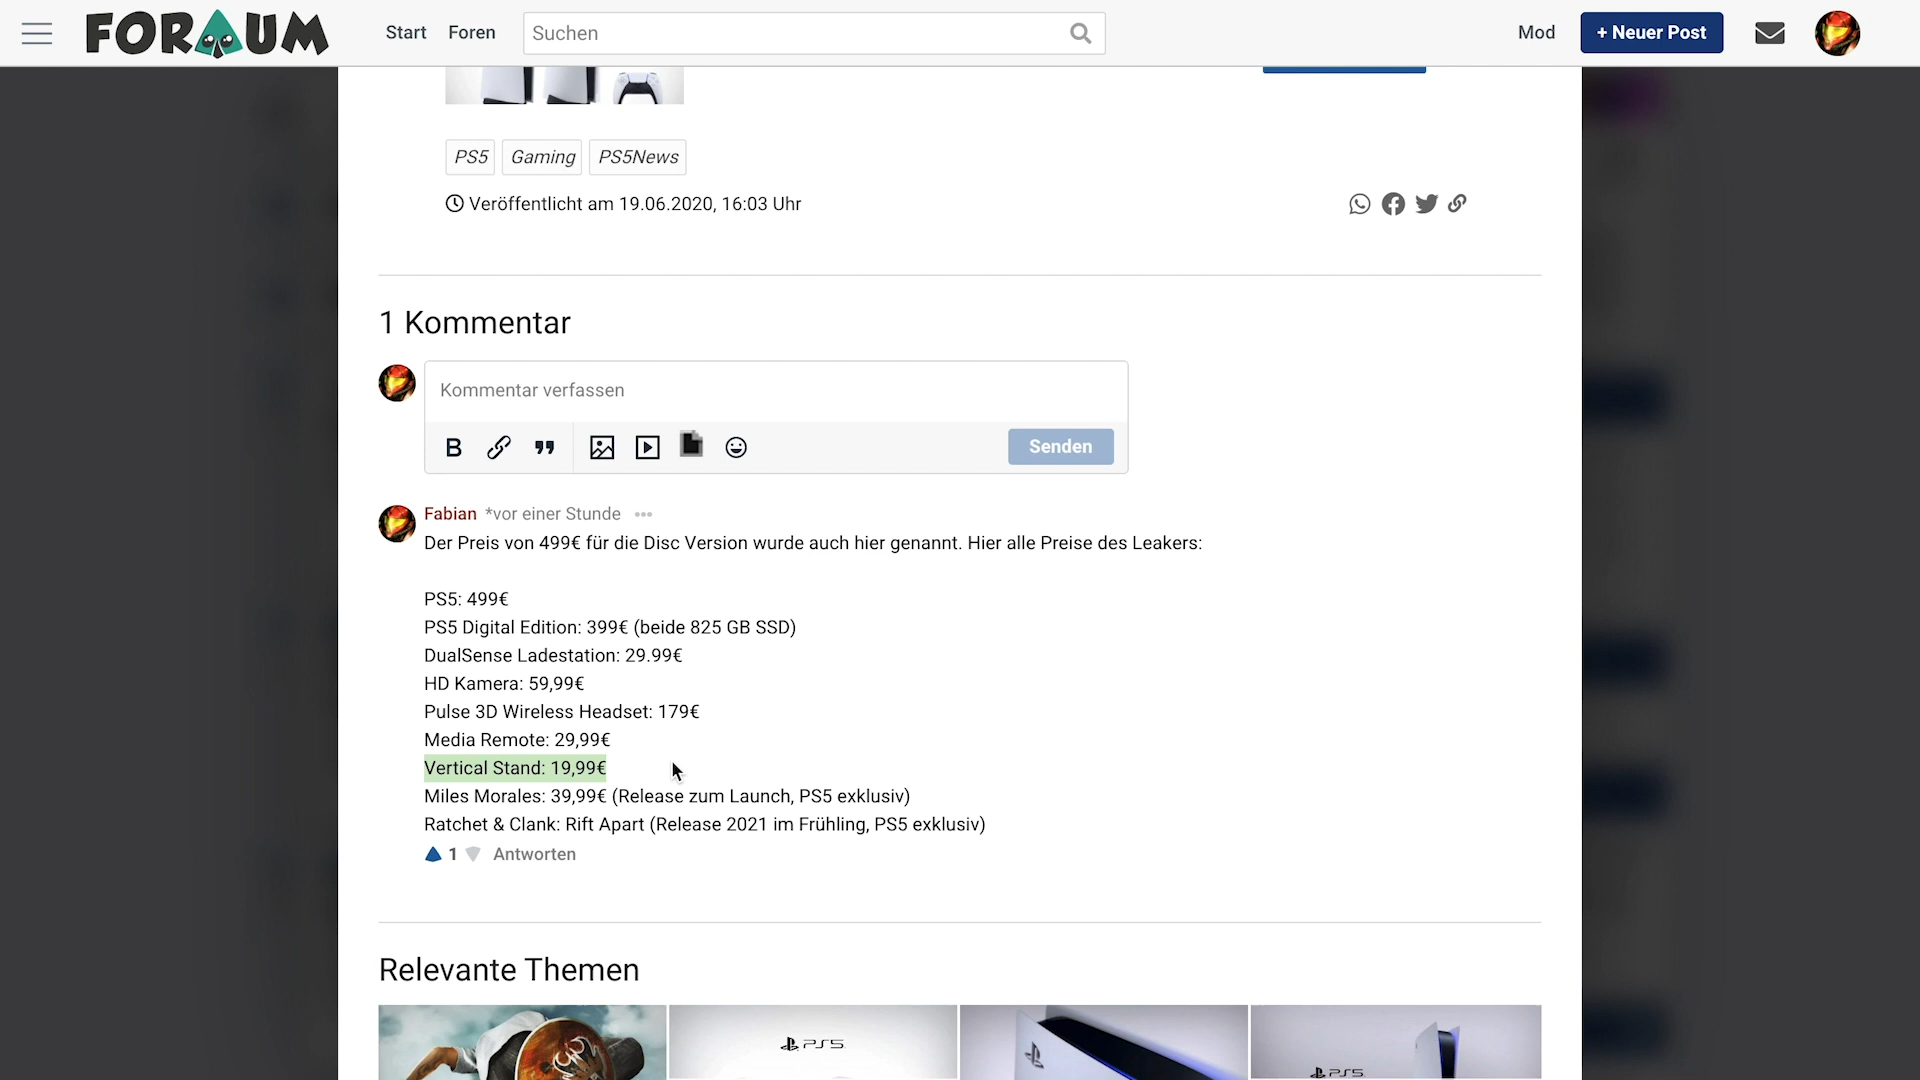 FORAUM
Start Foren Suchen Mod + Neuer Post
PS5 Gaming PS5News
Veröffentlicht am 19.06.2020, 16:03 Uhr
1 Kommentar
Kommentar verfassen
B
Senden
Fabian *vor einer Stunde
Der Preis von 499€ für die Disc Version wurde auch hier genannt. Hier alle Preise des Leakers:
PS5: 499€
PS5 Digital Edition: 399€ (beide 825 GB SSD)
DualSense Ladestation: 29.99€
HD Kamera: 59,99€
Pulse 3D Wireless Headset: 179€
Media Remote: 29,99€
Vertical Stand: 19,99€
Miles Morales: 39,99€ (Release zum Launch, PS5 exklusiv)
Ratchet & Clank: Rift Apart (Release 2021 im Frühling, PS5 exklusiv)
1 Antworten
Relevante Themen
PS5
PS5